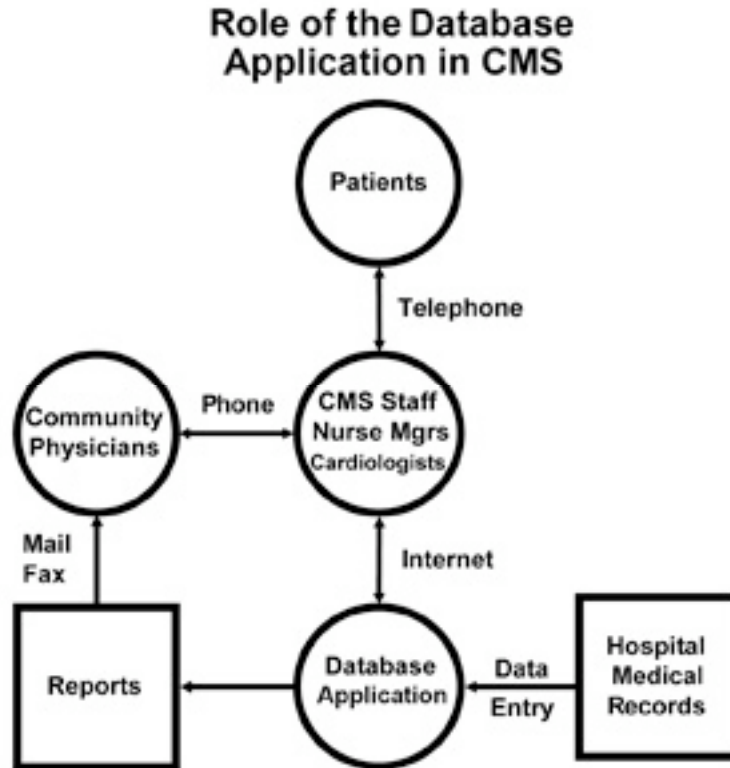 Role of the Database
Application in CMS
Patients
Telephone
Community
Physicians
Phone
CMS Staff
Nurse Mgrs
Cardiologists
Mail
Fax
Internet
Reports
Database
Application
Data
Entry
Hospital
Medical
Records